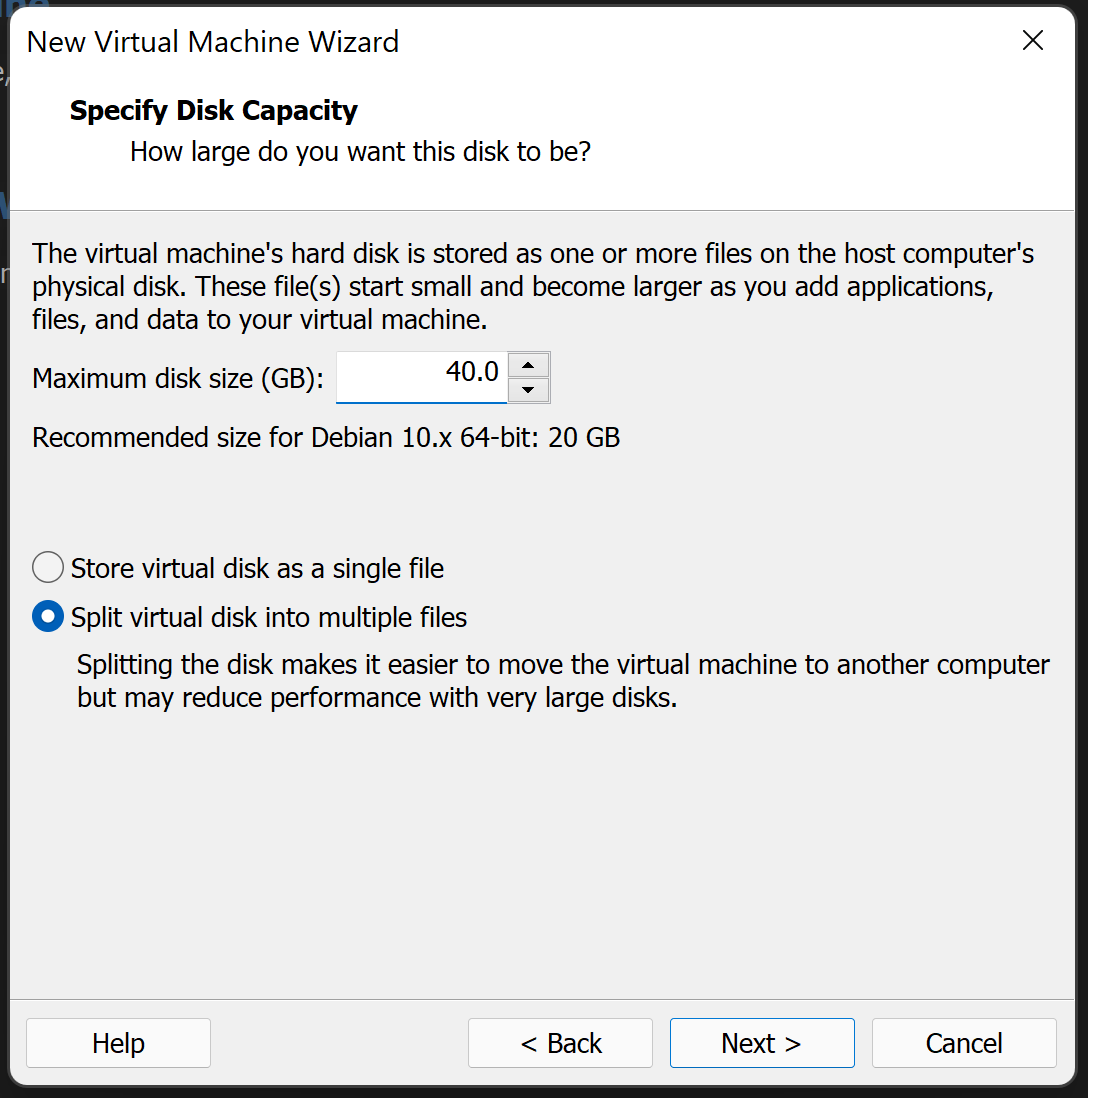 New Virtual Machine Wizard
Specify Disk Capacity
How large do you want this disk to be?
The virtual machine's hard disk is stored as one or more files on the host computer's
physical disk. These file(s) start small and become larger as you add applications,
files, and data to your virtual machine.
Maximum disk size (GB): 40.0
Recommended size for Debian 10.x 64-bit: 20 GB
Store virtual disk as a single file
Split virtual disk into multiple files
Splitting the disk makes it easier to move the virtual machine to another computer
but may reduce performance with very large disks.
Help < Back Next > Cancel